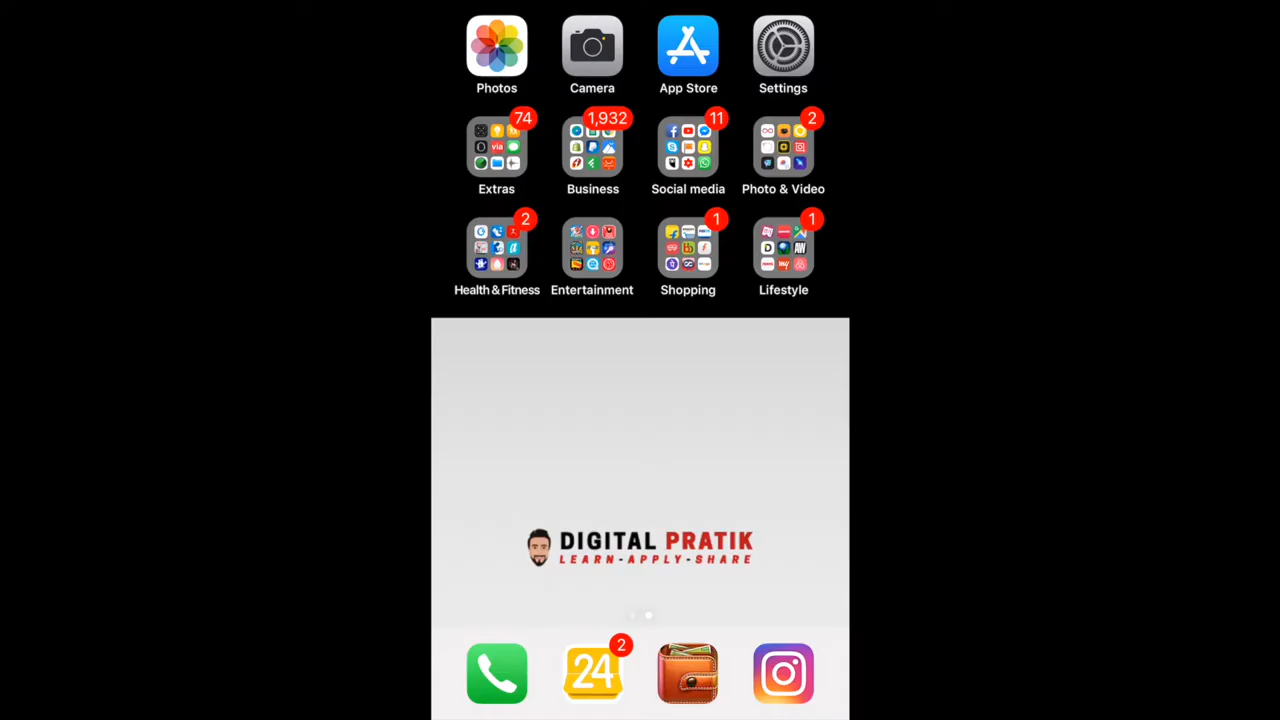 Photos Camera App Store Settings
74 1,932 11 2
via
Extras Business Social media Photo & Video
2 1 1
Health & Fitness Entertainment Shopping Lifestyle
DIGITAL PRATIK
LEARN-APPLY-SHARE
2
24